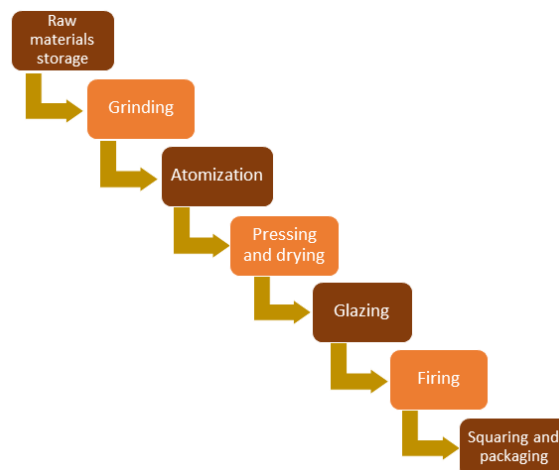 Raw
materials
storage
Grinding
Atomization
Pressing
and drying
Glazing
Firing
Squaring and
packaging